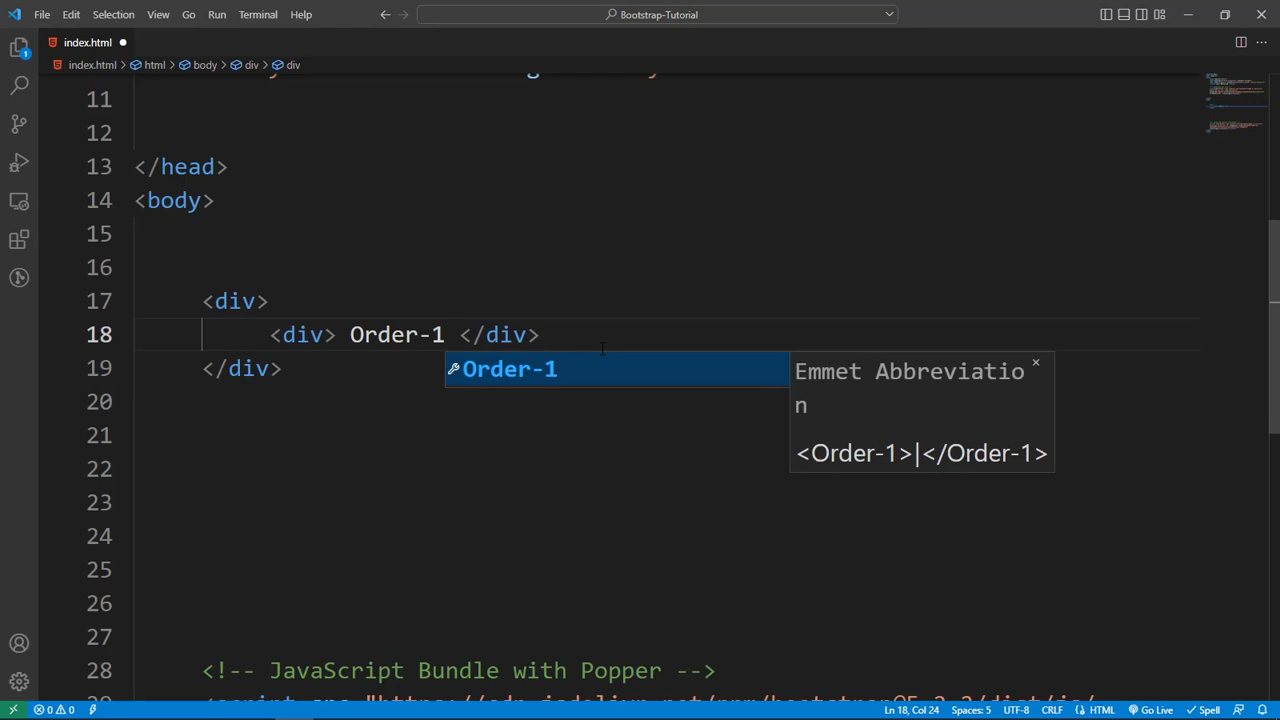 File Edit Selection View Go Run Terminal Help Bootstrap-Tutorial
index.html
index.html > html > body > div > div
11
12
13 </head>
14 <body>
15
16
17 <div>
18 <div> Order-1 </div>
19 </div>
Order-1
Emmet Abbreviatio
n
<Order-1>|</Order-1>
20
21
22
23
24
25
26
27
28 <!-- JavaScript Bundle with Popper -->
1
0 0 Ln 18, Col 24 Spaces: 5 UTF-8 CRLF HTML Go Live Spell